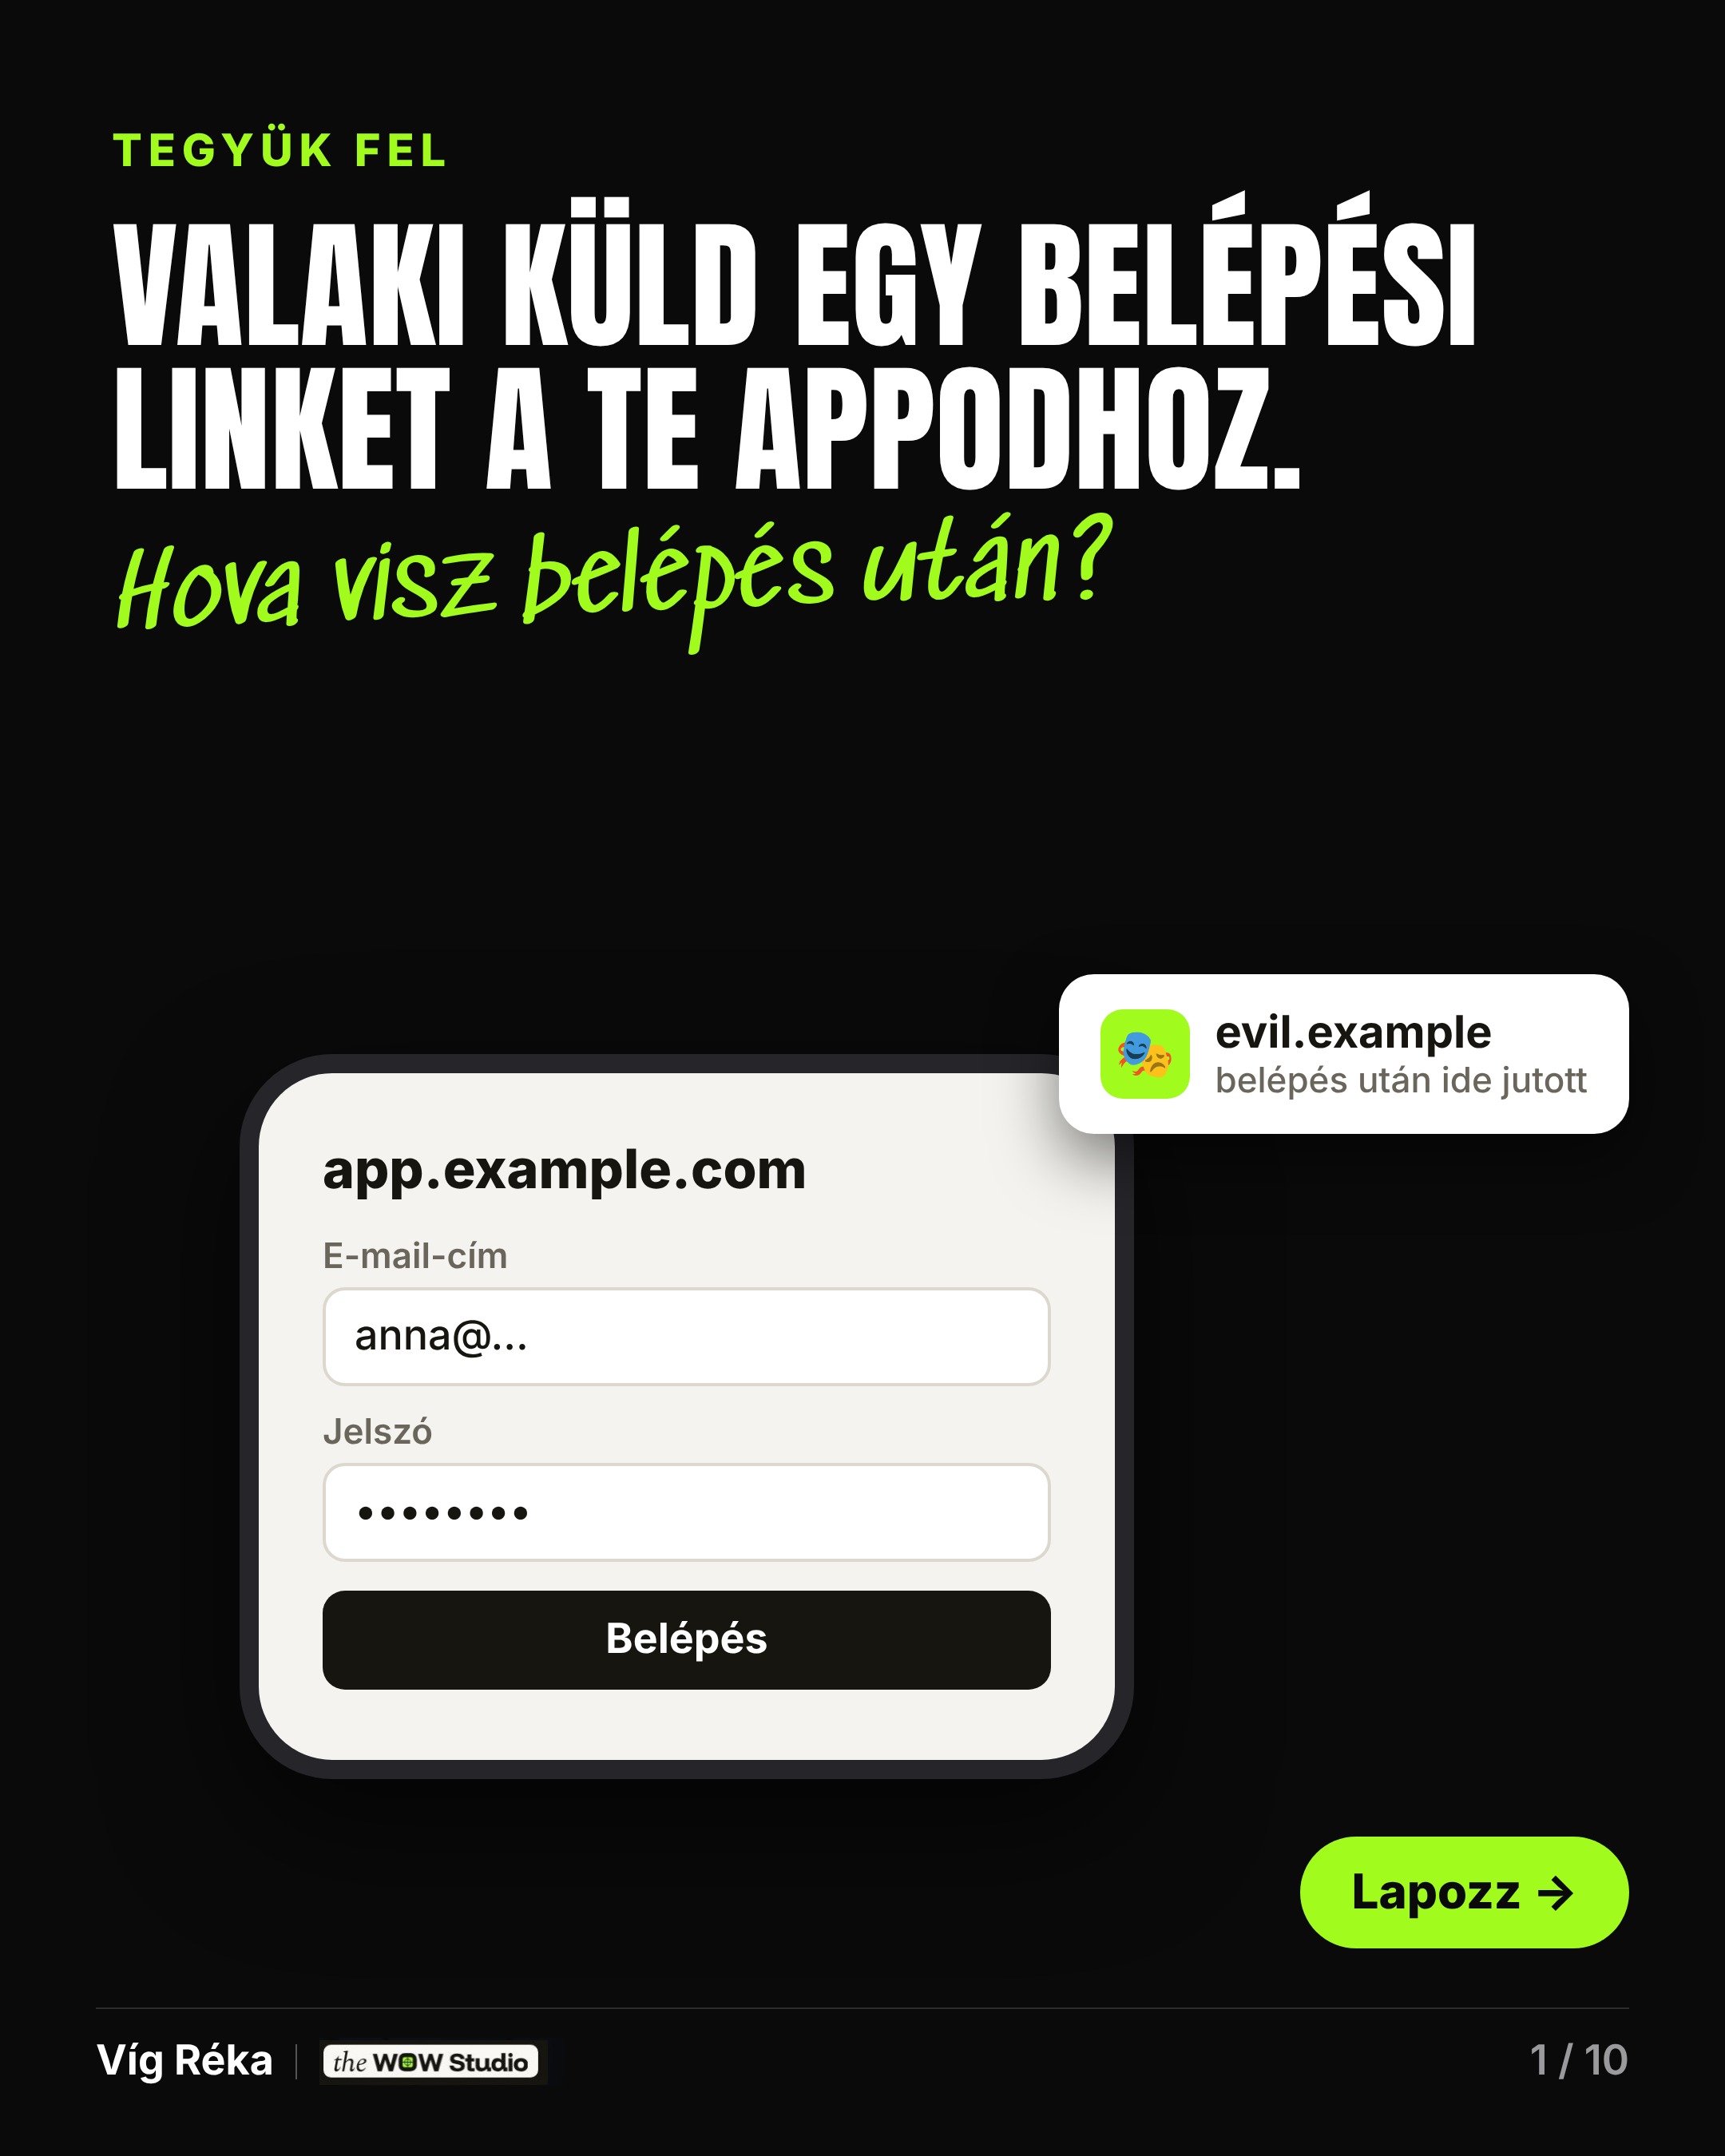 TEGYÜK FEL
VALAKI KÜLD EGY BELÉPÉSI
LINKET A TE APPODHOZ.
Hova visz belépés után?
evil.example
belépés után ide jutott
app.example.com
E-mail-cím
anna@...
Jelszó
••••••••
Belépés
Lapozz →
Víg Réka
the WOW Studio
1 / 10